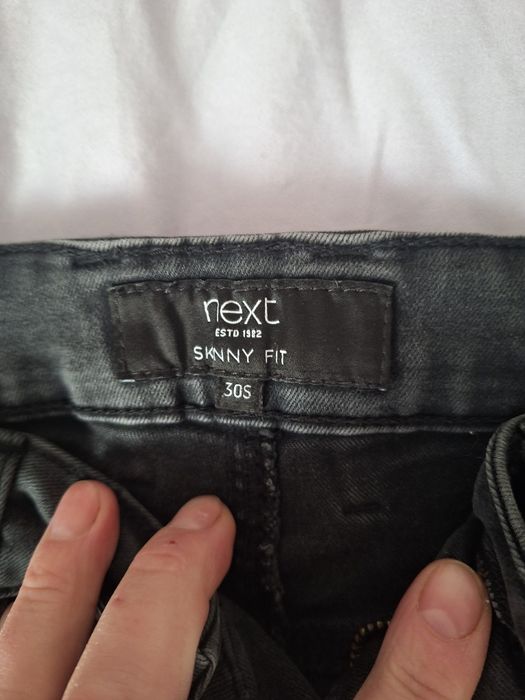 next
ESTD 1982
SKINNY FIT
30S